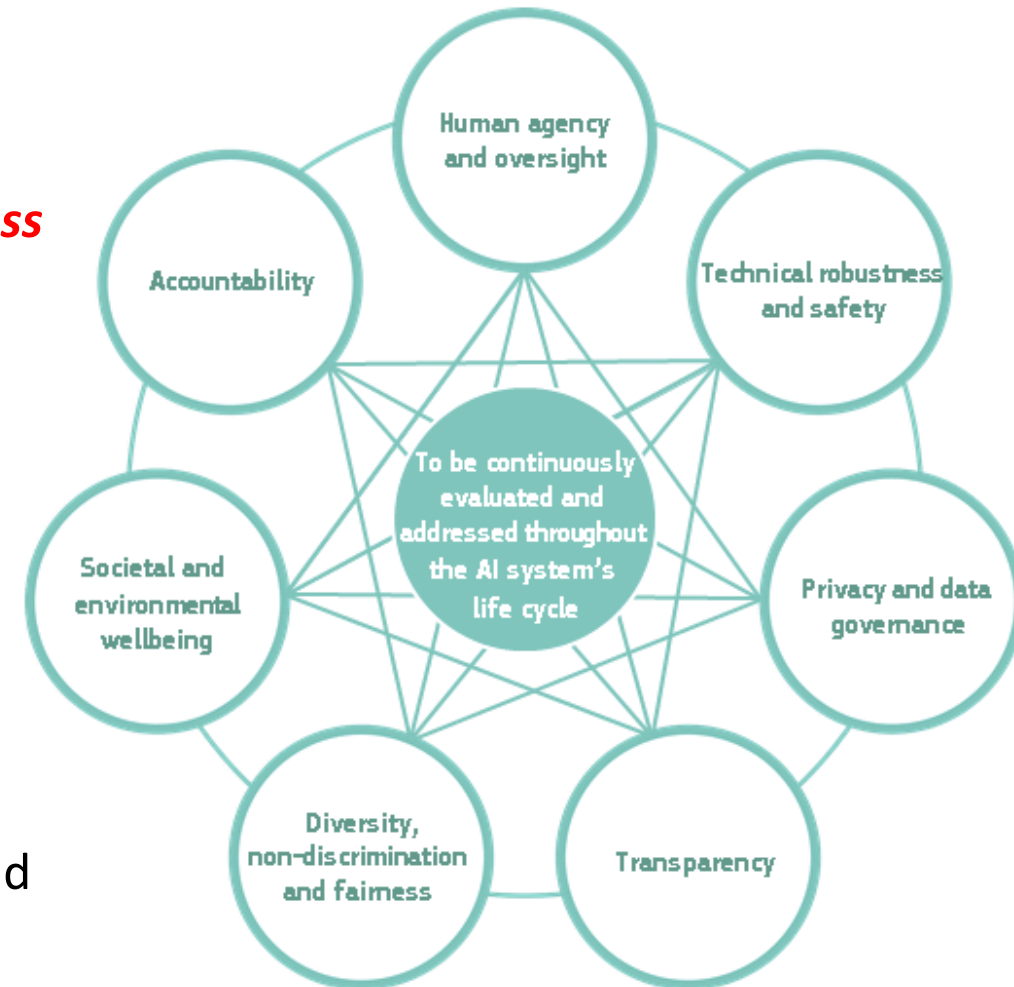 Human agency
and oversight
ss
Accountability
Technical robustness
and safety
To be continuously
evaluated and
addressed throughout
the AI system's
life cycle
Societal and
environmental
wellbeing
Privacy and data
governance
Diversity,
non-discrimination
and fairness
Transparency
d